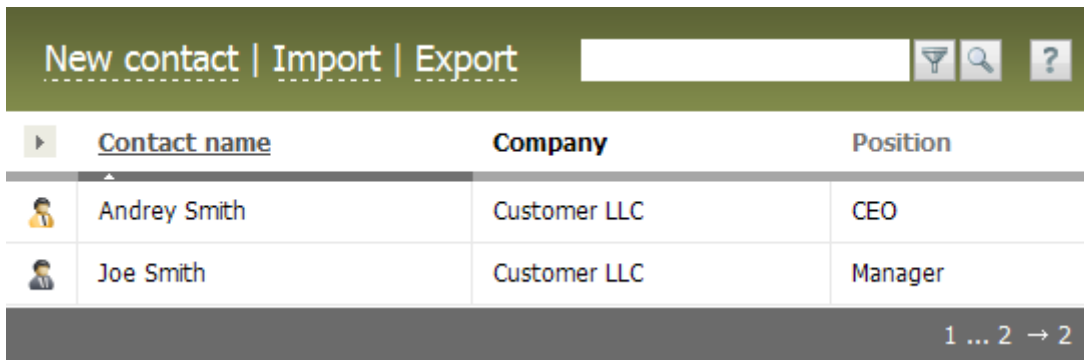 New contact | Import | Export ?
Contact name Company Position
Andrey Smith Customer LLC CEO
Joe Smith Customer LLC Manager
1 ... 2 → 2